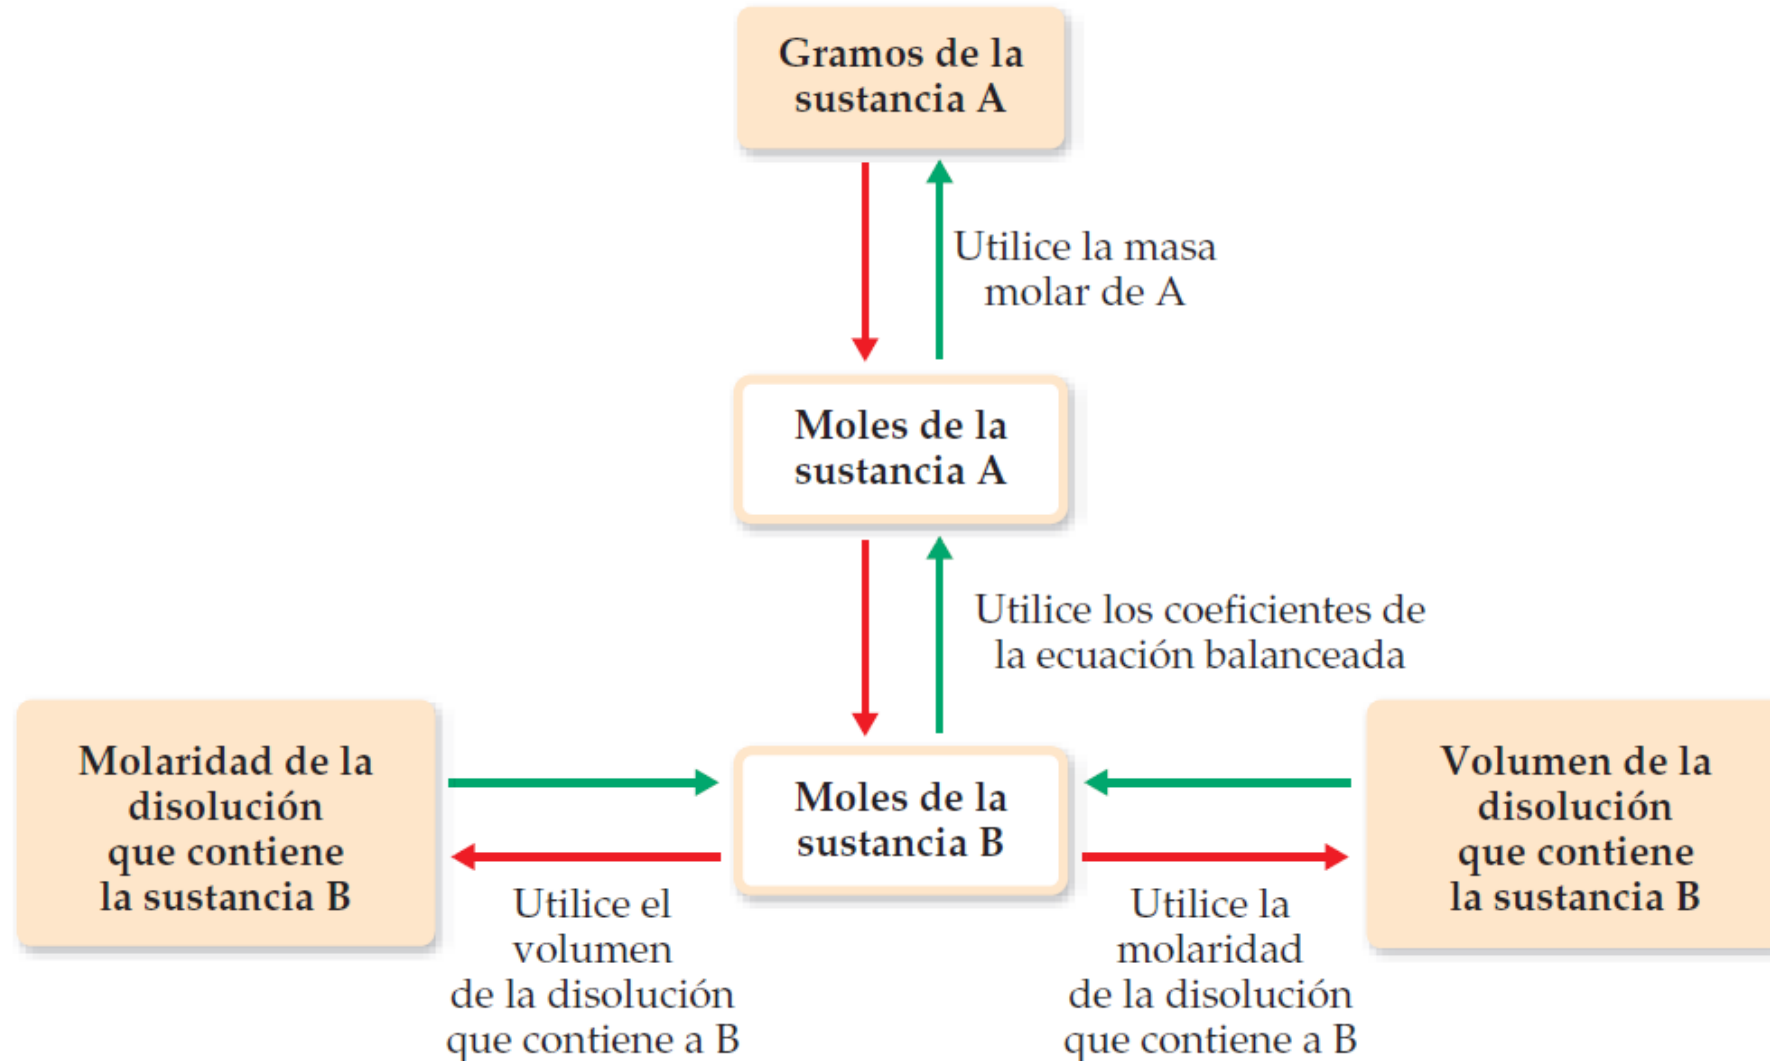 Gramos de la
sustancia A
Utilice la masa
molar de A
Moles de la
sustancia A
Utilice los coeficientes de
la ecuación balanceada
Molaridad de la
disolución
que contiene
la sustancia B
Moles de la
sustancia B
Volumen de la
disolución
que contiene
la sustancia B
Utilice el
volumen
de la disolución
que contiene a B
Utilice la
molaridad
de la disolución
que contiene a B